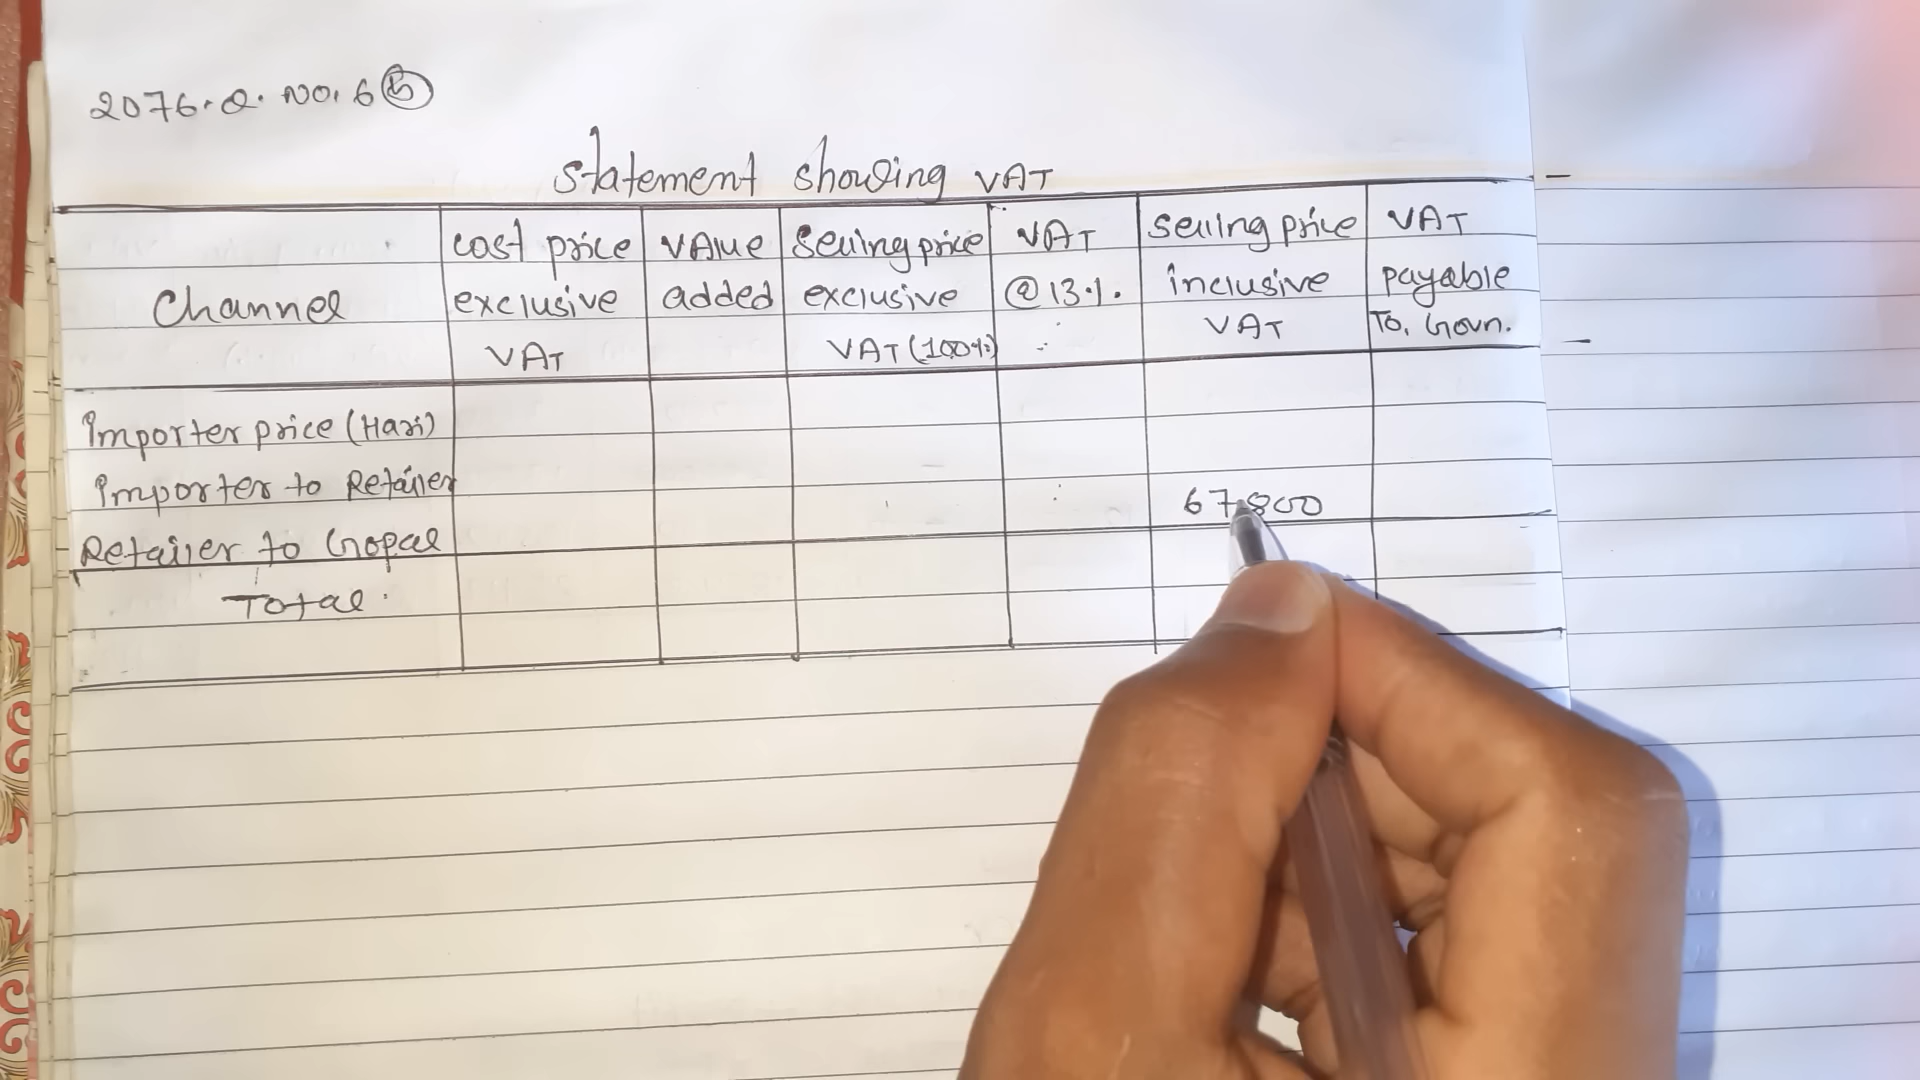 2076. Q. NO. 6 (b)
Statement showing VAT
Channel
cost price exclusive VAT
value added
selling price exclusive VAT (100%)
VAT @ 13%.
selling price inclusive VAT
VAT payable To, Govn.
Importer price (Hari)
Importer to Retailer
67800
Retailer to Gopal
Total